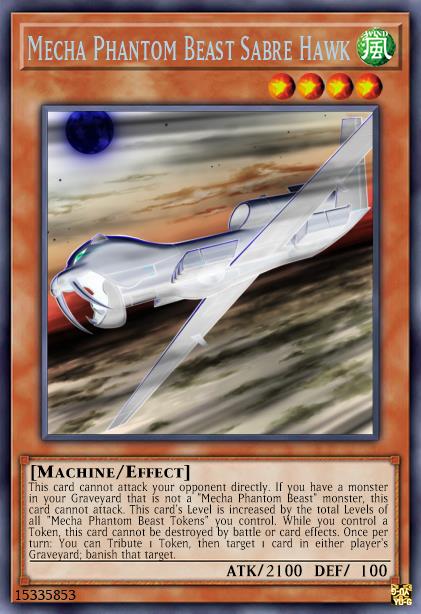 MECHA PHANTOM BEAST SABRE HAWK
WIND
風
[MACHINE/EFFECT]
This card cannot attack your opponent directly. If you have a monster
in your Graveyard that is not a "Mecha Phantom Beast" monster, this
card cannot attack. This card's Level is increased by the total Levels of
all "Mecha Phantom Beast Tokens" you control. While you control a
Token, this card cannot be destroyed by battle or card effects. Once per
turn: You can Tribute 1 Token, then target 1 card in either player's
Graveyard; banish that target.
ATK/2100 DEF/ 100
15335853